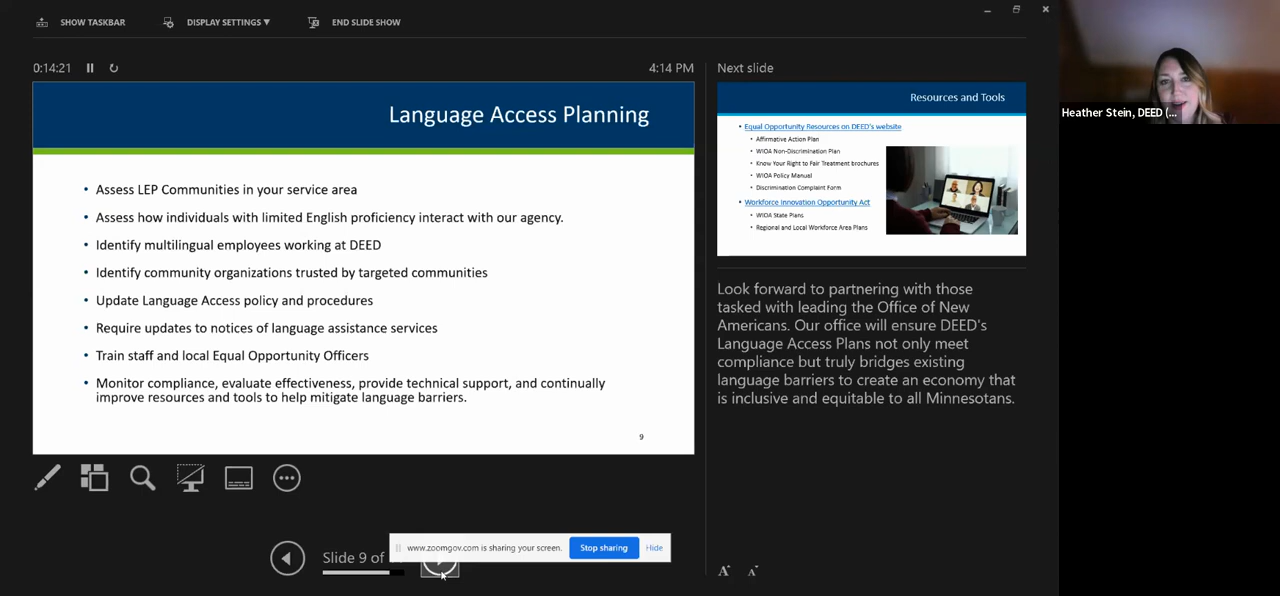 SHOW TASKBAR
DISPLAY SETTINGS ▼
END SLIDE SHOW
0:14:21
4:14 PM
Language Access Planning
• Assess LEP Communities in your service area
• Assess how individuals with limited English proficiency interact with our agency.
• Identify multilingual employees working at DEED
• Identify community organizations trusted by targeted communities
• Update Language Access policy and procedures
• Require updates to notices of language assistance services
• Train staff and local Equal Opportunity Officers
• Monitor compliance, evaluate effectiveness, provide technical support, and continually
improve resources and tools to help mitigate language barriers.
9
Slide 9 of
www.zoomgov.com is sharing your screen.
Stop sharing
Hide
Next slide
Resources and Tools
• Equal Opportunity Resources on DEED's website
• Affirmative Action Plan
• WIOA Non-Discrimination Plan
• Know Your Right to Fair Treatment brochures
• WIOA Policy Manual
• Discrimination Complaint Form
• Workforce Innovation Opportunity Act
• WIOA State Plans
• Regional and Local Workforce Area Plans
Look forward to partnering with those
tasked with leading the Office of New
Americans. Our office will ensure DEED's
Language Access Plans not only meet
compliance but truly bridges existing
language barriers to create an economy that
is inclusive and equitable to all Minnesotans.
A A
Heather Stein, DEED (...